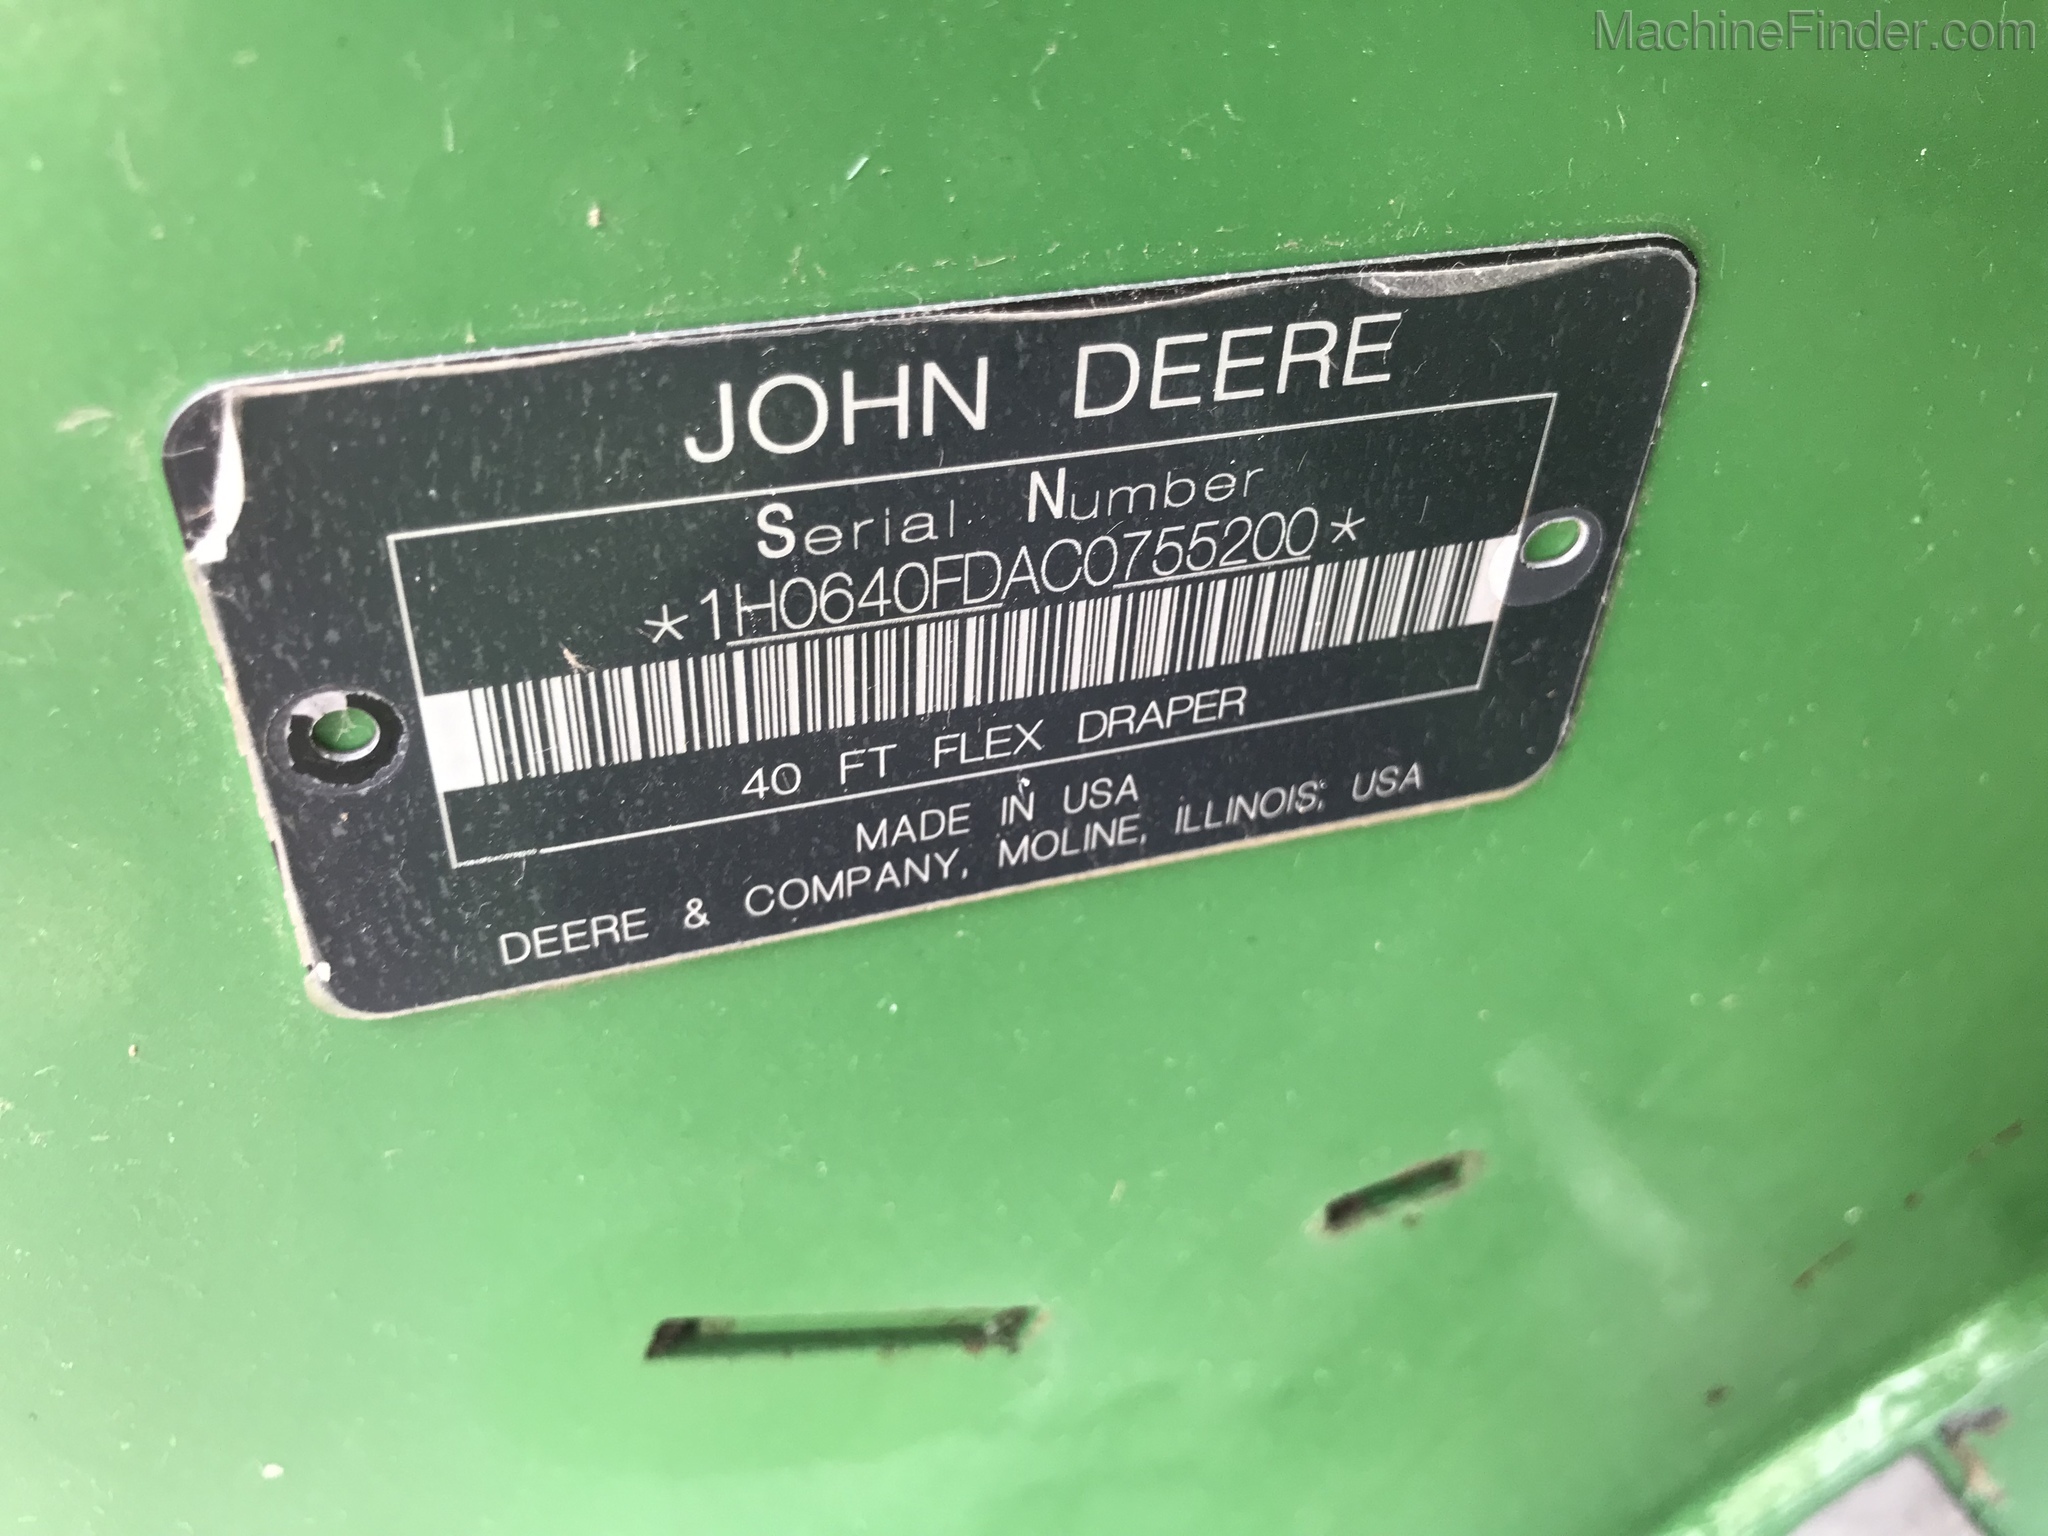 MachineFinder.com
JOHN DEERE
Serial Number
*1H0640FDAC0755200*
40 FT FLEX DRAPER
MADE IN USA
DEERE & COMPANY, MOLINE, ILLINOIS, USA